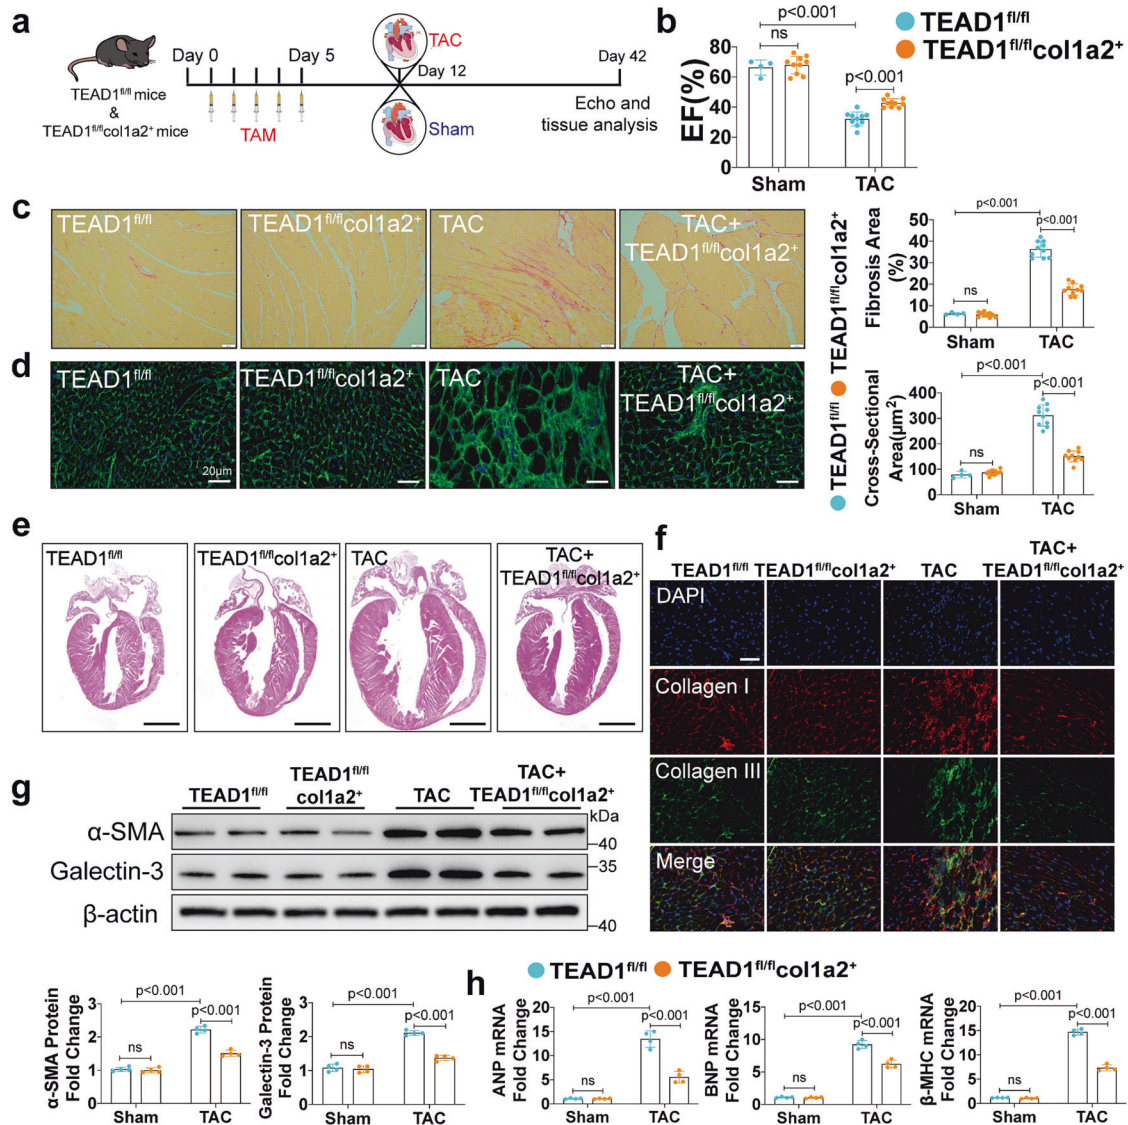 a
Day 0
Day 5
TAC
Day 12
Day 42
TEAD1fl/fl mice
&
TEAD1fl/flcol1a2+ mice
TAM
Sham
Echo and
tissue analysis
b
p<0.001
ns
p<0.001
TEAD1fl/fl
TEAD1fl/flcol1a2+
EF(%)
80
60
40
20
0
Sham
TAC
c
TEAD1fl/fl
TEAD1fl/flcol1a2+
TAC
TAC+
TEAD1fl/flcol1a2+
TEAD1fl/fl
TEAD1fl/flcol1a2+
Fibrosis Area
(%)
50
40
30
20
10
0
p<0.001
p<0.001
ns
Sham
TAC
d
TEAD1fl/fl
TEAD1fl/flcol1a2+
TAC
TAC+
TEAD1fl/flcol1a2+
20μm
Cross-Sectional
Area(μm2)
400
300
200
100
0
p<0.001
p<0.001
ns
Sham
TAC
e
TEAD1fl/fl
TEAD1fl/flcol1a2+
TAC
TAC+
TEAD1fl/flcol1a2+
f
TEAD1fl/fl
TEAD1fl/flcol1a2+
TAC
TAC+
TEAD1fl/flcol1a2+
DAPI
Collagen I
Collagen III
Merge
g
TEAD1fl/fl
TEAD1fl/fl
col1a2+
TAC
TAC+
TEAD1fl/flcol1a2+
kDa
α-SMA
40
Galectin-3
35
β-actin
40
α-SMA Protein
Fold Change
3
2
1
0
p<0.001
p<0.001
ns
Sham
TAC
Galectin-3 Protein
Fold Change
3
2
1
0
p<0.001
p<0.001
ns
Sham
TAC
h
TEAD1fl/fl
TEAD1fl/flcol1a2+
ANP mRNA
Fold Change
20
15
10
5
0
p<0.001
p<0.001
ns
Sham
TAC
BNP mRNA
Fold Change
20
15
10
5
0
p<0.001
p<0.001
ns
Sham
TAC
β-MHC mRNA
Fold Change
20
15
10
5
0
p<0.001
p<0.001
ns
Sham
TAC